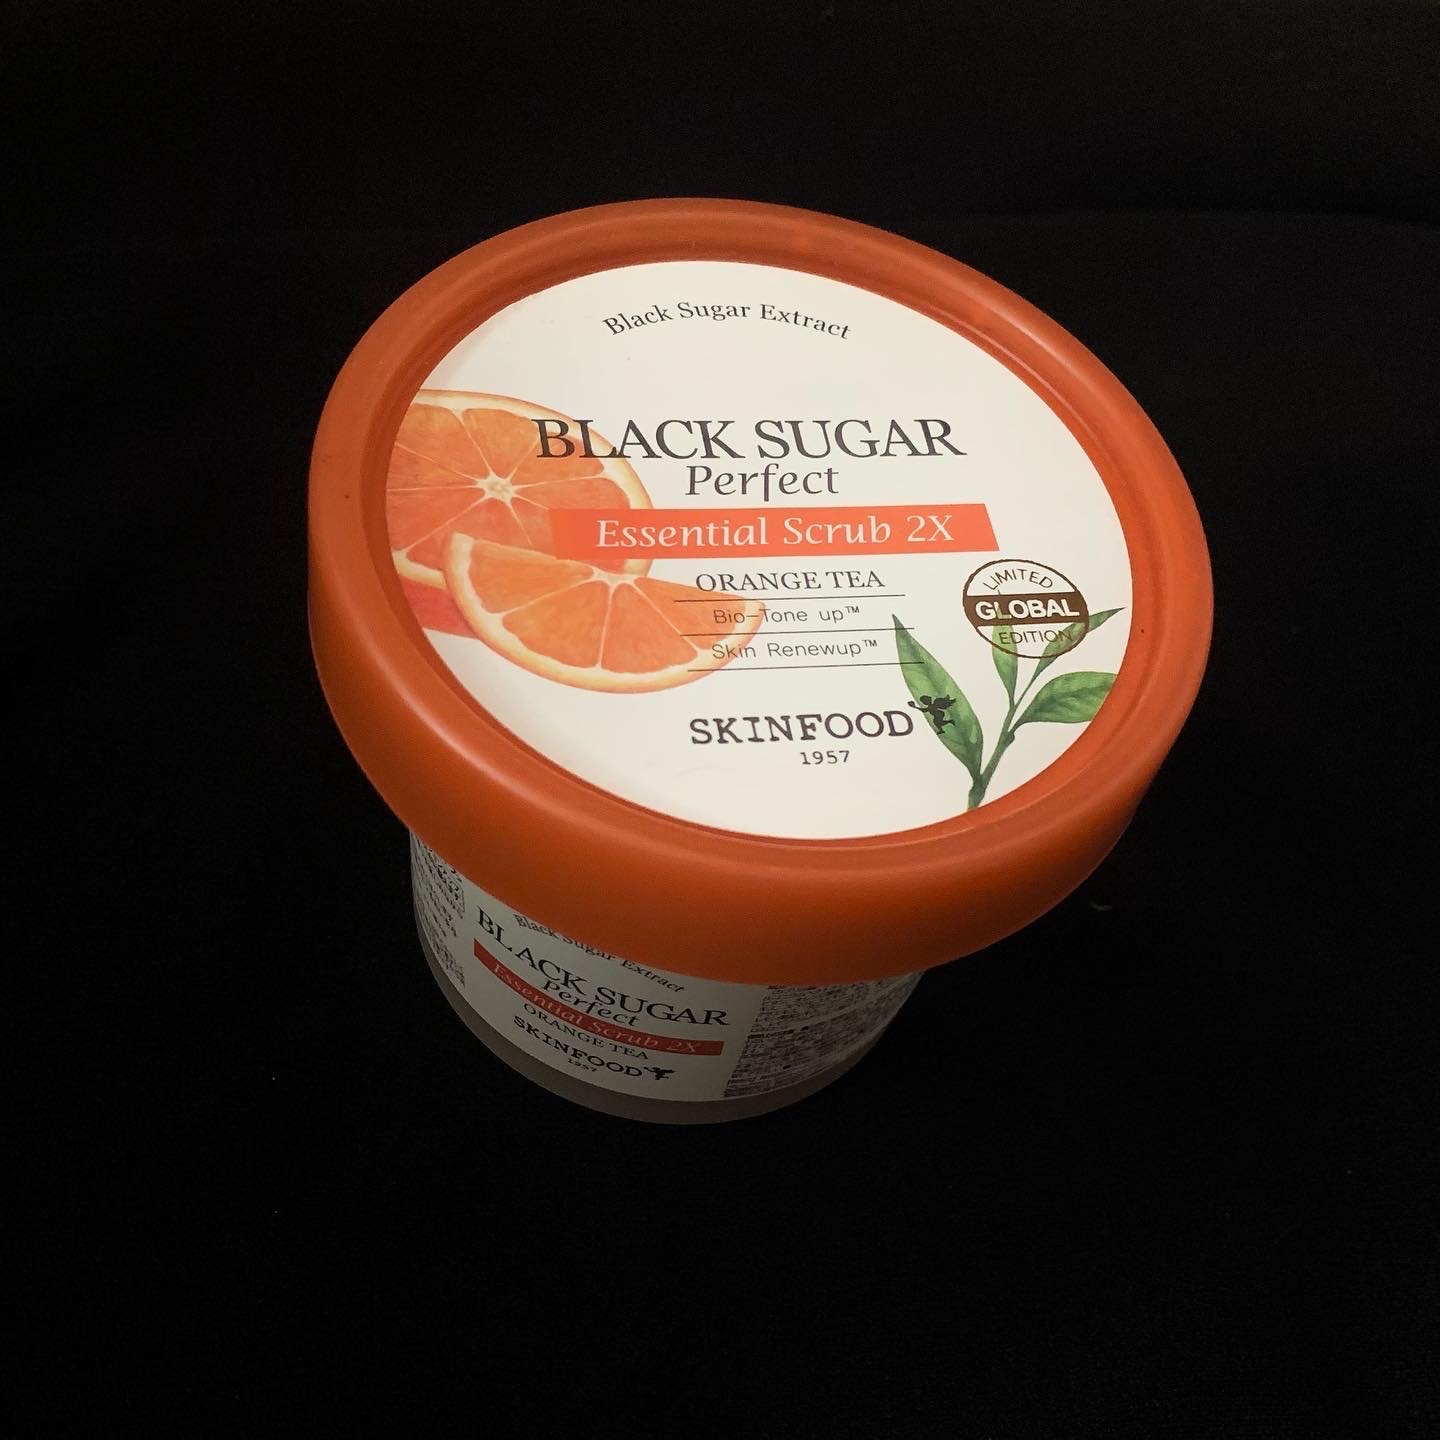 Black Sugar Extract
BLACK SUGAR
Perfect
Essential Scrub 2X
ORANGE TEA
Bio-Tone up™
Skin Renewup™
LIMITED
GLOBAL
EDITION
SKINFOOD
1957
Black Sugar Extract
BLACK SUGAR
Perfect
Essential Scrub 2X
ORANGE TEA
SKINFOOD
1957